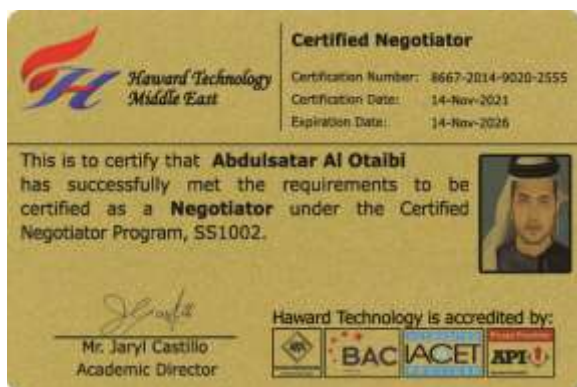 Haward Technology
Middle East
Certified Negotiator
Certification Number: 8667-2014-9020-2555
Certification Date: 14-Nov-2021
Expiration Date: 14-Nov-2026
This is to certify that Abdulsatar Al Otaibi
has successfully met the requirements to be
certified as a Negotiator under the Certified
Negotiator Program, SS1002.
Mr. Jaryl Castillo
Academic Director
Haward Technology is accredited by:
BAC
IACET
API